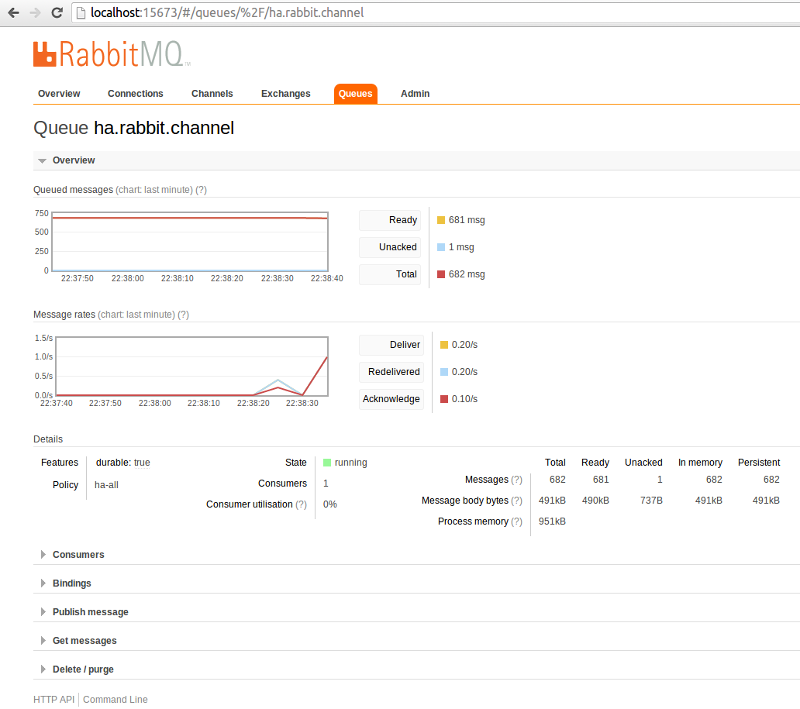 localhost:15673/#/queues/%2F/ha.rabbit.channel
RabbitMQ
TM
Overview Connections Channels Exchanges Queues Admin
Queue ha.rabbit.channel
Overview
Queued messages (chart: last minute) (?)
750
500
250
0
22:37:50 22:38:00 22:38:10 22:38:20 22:38:30 22:38:40
Ready 681 msg
Unacked 1 msg
Total 682 msg
Message rates (chart: last minute) (?)
1.5/s
1.0/s
0.5/s
0.0/s
22:37:40 22:37:50 22:38:00 22:38:10 22:38:20 22:38:30
Deliver 0.20/s
Redelivered 0.20/s
Acknowledge 0.10/s
Details
Features durable: true
Policy ha-all
State running
Consumers 1
Consumer utilisation (?) 0%
Total Ready Unacked In memory Persistent
Messages (?) 682 681 1 682 682
Message body bytes (?) 491kB 490kB 737B 491kB 491kB
Process memory (?) 951kB
Consumers
Bindings
Publish message
Get messages
Delete / purge
HTTP API Command Line